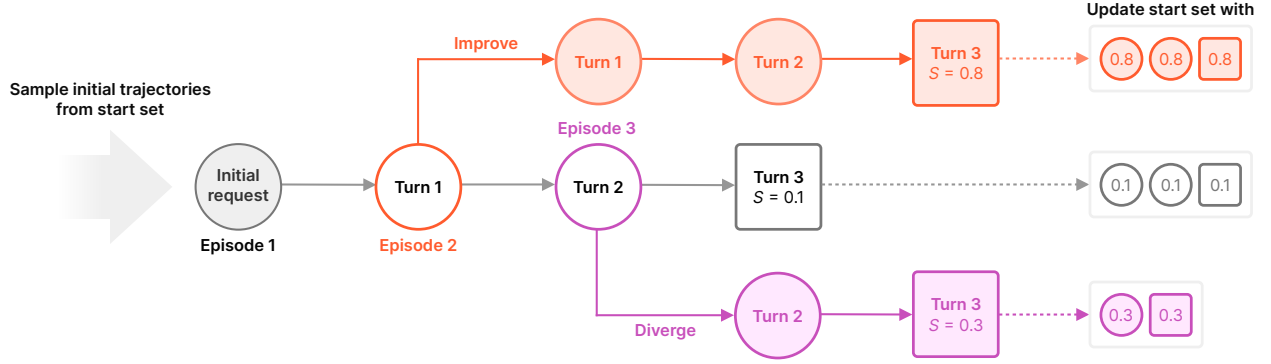 Update start set with
Improve
Turn 1
Turn 2
Turn 3
S = 0.8
0.8 0.8 0.8
Sample initial trajectories
from start set
Episode 3
Initial
request
Turn 1
Turn 2
Turn 3
S = 0.1
0.1 0.1 0.1
Episode 1
Episode 2
Turn 2
Turn 3
S = 0.3
0.3 0.3
Diverge